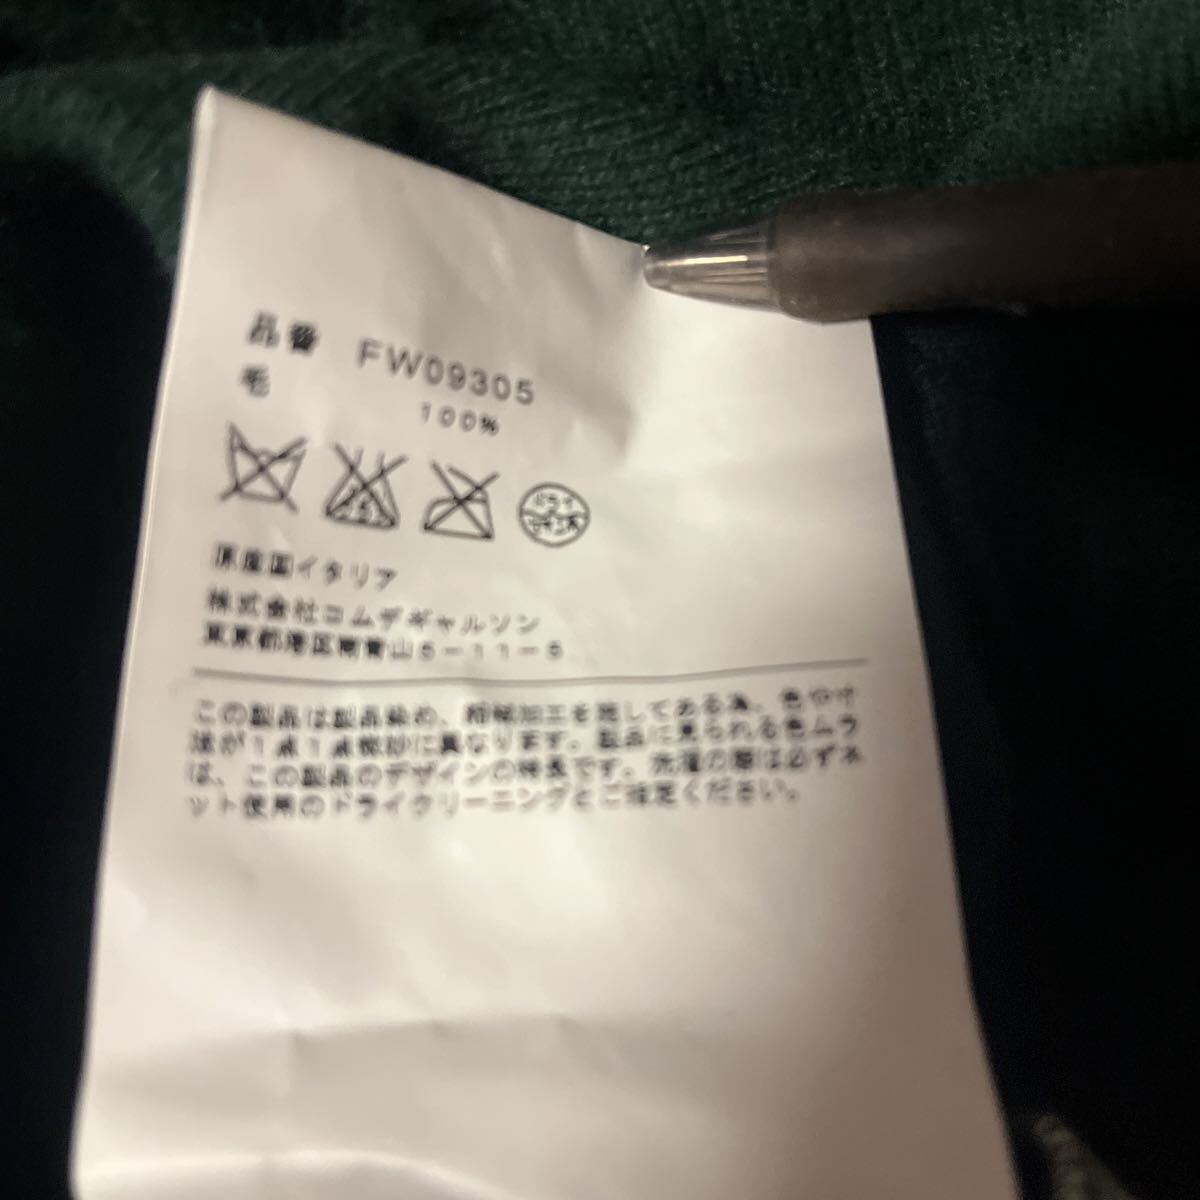 品番 FW09305
毛 100%
ドライ
原産国イタリア
株式会社コムデギャルソン
東京都港区南青山5-11-5
この製品は製品染め、縮絨加工を施してある為、色や寸
法が1点1点微妙に異なります。製品に見られる色ムラ
は、この製品のデザインの特長です。洗濯の際は必ずネ
ット使用のドライクリーニングとご指定ください。